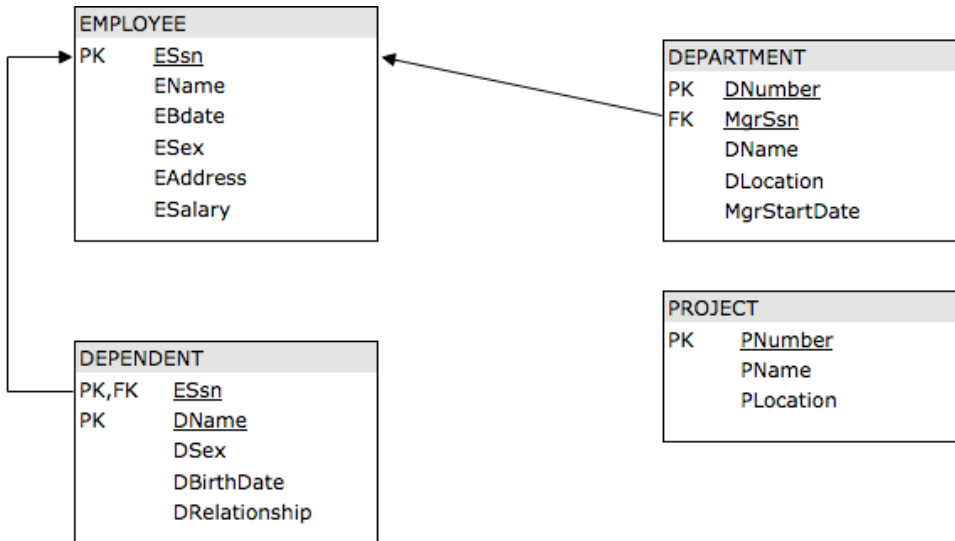 EMPLOYEE
PK ESsn
EName
EBdate
ESex
EAddress
ESalary
DEPARTMENT
PK DNumber
FK MgrSsn
DName
DLocation
MgrStartDate
DEPENDENT
PK,FK ESsn
PK DName
DSex
DBirthDate
DRelationship
PROJECT
PK PNumber
PName
PLocation